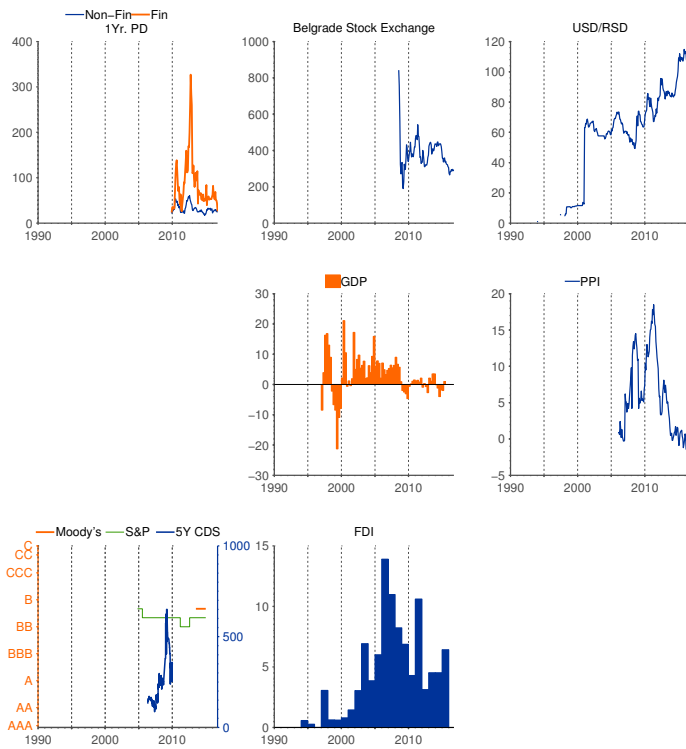 Non−Fin Fin
1Yr. PD
400
300
200
100
0
1990 2000 2010
Belgrade Stock Exchange
1000
800
600
400
200
0
1990 2000 2010
USD/RSD
120
100
80
60
40
20
0
1990 2000 2010
GDP
30
20
10
0
−10
−20
−30
1990 2000 2010
PPI
20
15
10
5
0
−5
1990 2000 2010
Moody's S&P 5Y CDS
C
CC
CCC
B
BB
BBB
A
AA
AAA
1000
500
0
1990 2000 2010
FDI
15
10
5
0
1990 2000 2010